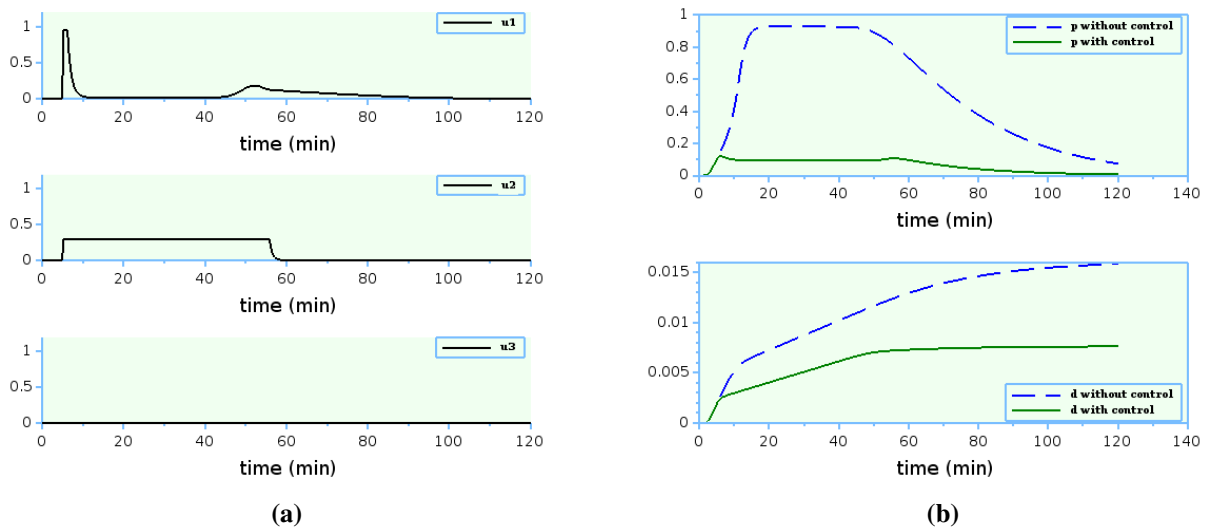 1
0.5
0
0 20 40 60 80 100 120
time (min)
u1
1
0.5
0
0 20 40 60 80 100 120
time (min)
u2
1
0.5
0
0 20 40 60 80 100 120
time (min)
u3
(a)
1
0.8
0.6
0.4
0.2
0
0 20 40 60 80 100 120 140
time (min)
p without control
p with control
0.015
0.01
0.005
0
0 20 40 60 80 100 120 140
time (min)
d without control
d with control
(b)